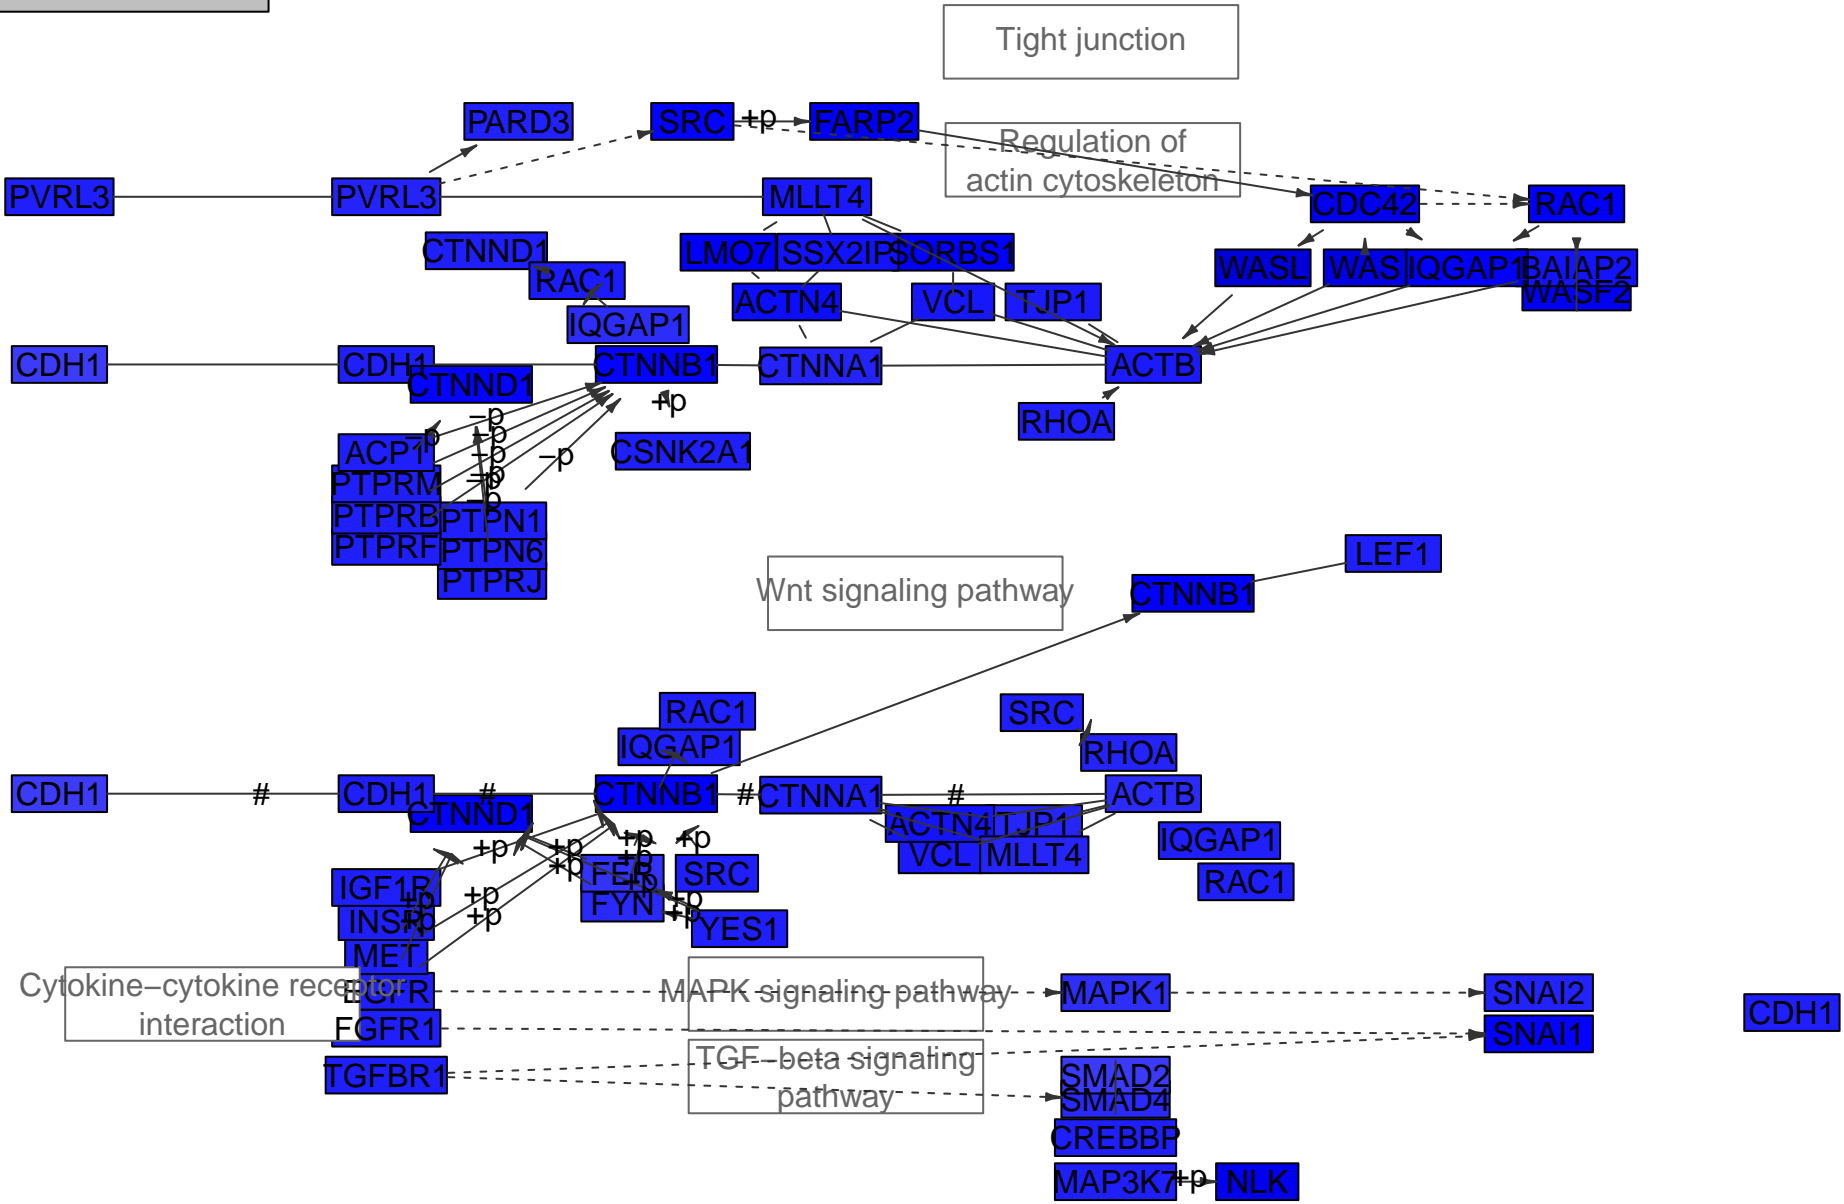 Tight junction
PARD3
SRC
+p
FARP2
Regulation of
actin cytoskeleton
PVRL3
PVRL3
MLLT4
CDC42
RAC1
CTNND1
LMO7
SSX2IP
SORBS1
RAC1
WASL
WAS
IQGAP1
BAIAP2
WASF2
ACTN4
VCL
TJP1
IQGAP1
CDH1
CDH1
CTNNB1
CTNNA1
ACTB
CTNND1
+p
RHOA
−p
−p
−p
ACP1
−p
−p
CSNK2A1
−p
−p
−p
PTPRM
PTPRB
PTPN1
PTPRF
PTPN6
PTPRJ
LEF1
Wnt signaling pathway
CTNNB1
RAC1
SRC
IQGAP1
RHOA
CDH1
#
CDH1
#
CTNNB1
#
CTNNA1
#
ACTB
CTNND1
ACTN4
TJP1
+p
+p
+p
+p
IQGAP1
VCL
MLLT4
+p
+p
FER
SRC
RAC1
IGF1R
+p
+p
+p
+p
FYN
+p
INSR
+p
+p
+p
YES1
MET
Cytokine−cytokine receptor
interaction
EGFR
MAPK signaling pathway
MAPK1
SNAI2
CDH1
FGFR1
SNAI1
TGF−beta signaling
pathway
TGFBR1
SMAD2
SMAD4
CREBBP
MAP3K7
+p
NLK